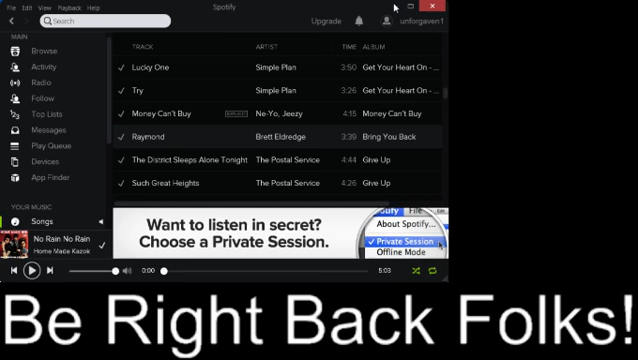 File Edit View Playback Help
Spotify
Search
Upgrade
unforgaven1
MAIN
Browse
Activity
Radio
Follow
Top Lists
Messages
Play Queue
Devices
App Finder
YOUR MUSIC
Songs
TRACK ARTIST TIME ALBUM
Lucky One Simple Plan 3:50 Get Your Heart On - ...
Try Simple Plan 3:26 Get Your Heart On - ...
Money Can't Buy EXPLICIT Ne-Yo, Jeezy 4:15 Money Can't Buy
Raymond Brett Eldredge 3:39 Bring You Back
The District Sleeps Alone Tonight The Postal Service 4:44 Give Up
Such Great Heights The Postal Service 4:26 Give Up
Want to listen in secret?
Choose a Private Session.
Spotify File Edit
About Spotify...
Private Session
Offline Mode
No Rain No Rain
Home Made Kazok
0:00
5:03
Be Right Back Folks!